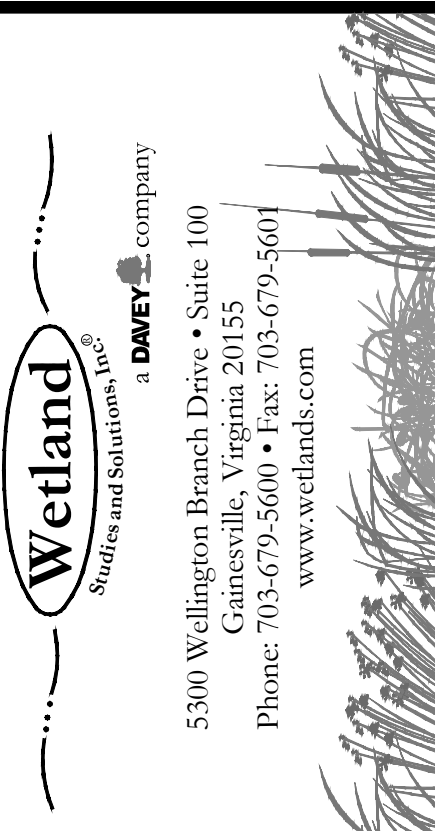 Wetland
Studies and Solutions, Inc.®
a DAVEY company
5300 Wellington Branch Drive • Suite 100
Gainesville, Virginia 20155
Phone: 703-679-5600 • Fax: 703-679-5601
www.wetlands.com